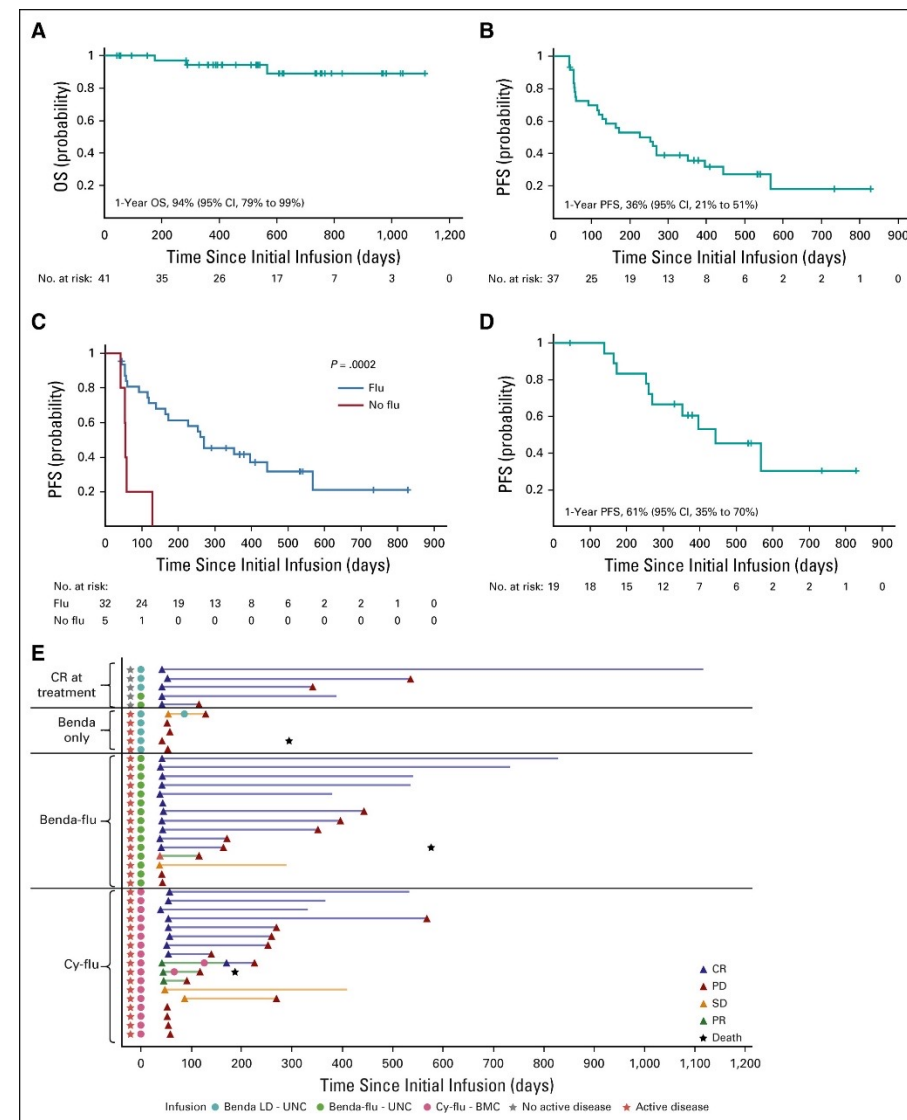 A
OS (probability)
1
0.8
0.6
0.4
0.2
1-Year OS, 94% (95% CI, 79% to 99%)
0 200 400 600 800 1,000 1,200
Time Since Initial Infusion (days)
No. at risk: 41 35 26 17 7 3 0
B
PFS (probability)
1
0.8
0.6
0.4
0.2
1-Year PFS, 36% (95% CI, 21% to 51%)
0 100 200 300 400 500 600 700 800 900
Time Since Initial Infusion (days)
No. at risk: 37 25 19 13 8 6 2 2 1 0
C
PFS (probability)
1
0.8
0.6
0.4
0.2
P = .0002
Flu
No flu
0 100 200 300 400 500 600 700 800 900
Time Since Initial Infusion (days)
No. at risk:
Flu 32 24 19 13 8 6 2 2 1 0
No flu 5 1 0 0 0 0 0 0 0 0
D
PFS (probability)
1
0.8
0.6
0.4
0.2
1-Year PFS, 61% (95% CI, 35% to 70%)
0 100 200 300 400 500 600 700 800 900
Time Since Initial Infusion (days)
No. at risk: 19 18 15 12 7 6 2 2 1 0
E
CR at
treatment
Benda
only
Benda-flu
Cy-flu
CR
PD
SD
PR
Death
0 100 200 300 400 500 600 700 800 900 1,000 1,100 1,200
Time Since Initial Infusion (days)
Infusion Benda LD - UNC Benda-flu - UNC Cy-flu - BMC No active disease Active disease